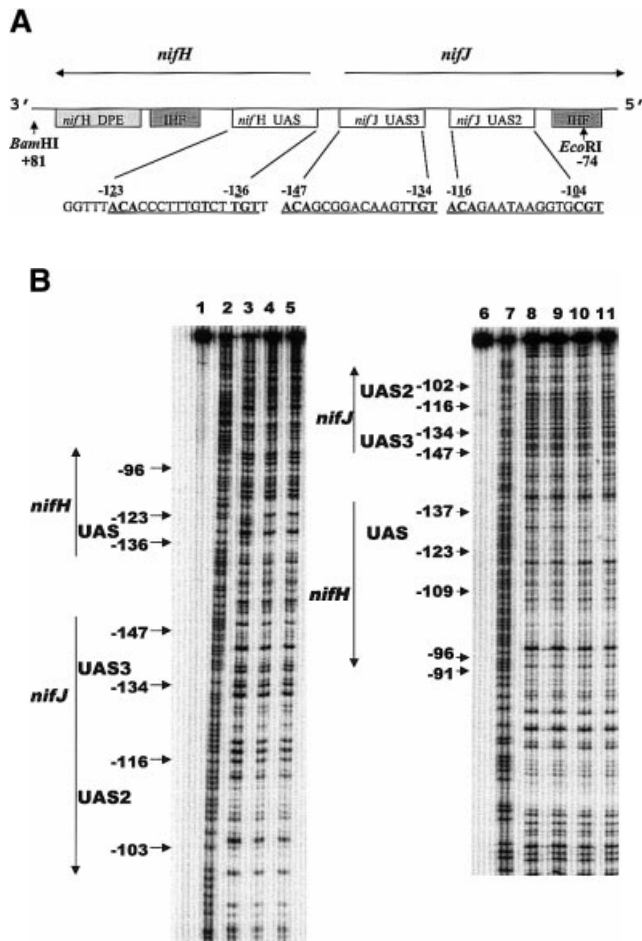 A
nifH nifJ
3′ 5′
nifH DPE IHF nifH UAS nifJ UAS3 nifJ UAS2 IHF
BamHI +81
EcoRI -74
-123 -136 -147 -134 -116 -104
GGTTTACACCCTTTGTCTTGTT ACAGCGGACAAGTTGT ACAGAATAAGGTGCGT
B
1 2 3 4 5
nifH
-96
-123
UAS
-136
-147
UAS3
nifJ
-134
-116
UAS2
-103
6 7 8 9 10 11
nifJ
UAS2
-102
-116
UAS3
-134
-147
-137
UAS
-123
nifH
-109
-96
-91